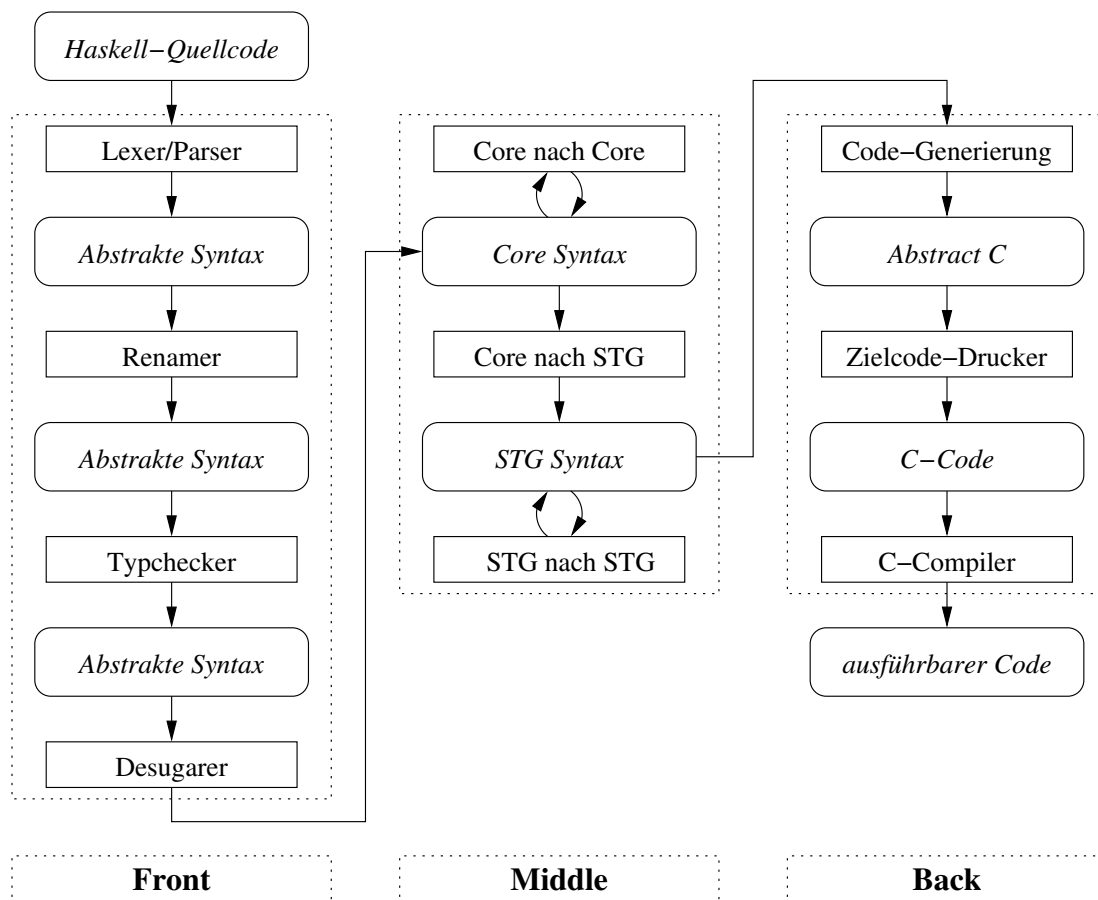 Haskell−Quellcode
Lexer/Parser
Abstrakte Syntax
Renamer
Abstrakte Syntax
Typchecker
Abstrakte Syntax
Desugarer
Front
Core nach Core
Core Syntax
Core nach STG
STG Syntax
STG nach STG
Middle
Code−Generierung
Abstract C
Zielcode−Drucker
C−Code
C−Compiler
ausführbarer Code
Back